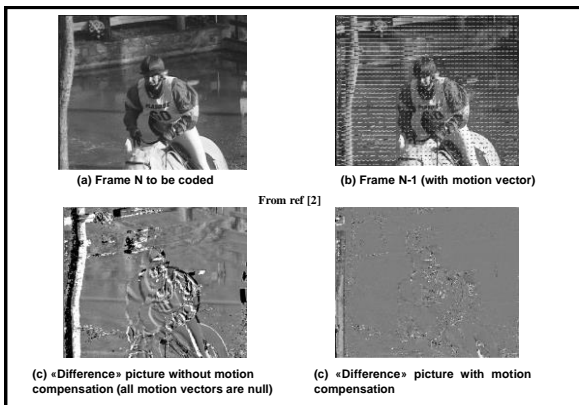 (a) Frame N to be coded
(b) Frame N-1 (with motion vector)
From ref [2]
(c) «Difference» picture without motion
compensation (all motion vectors are null)
(c) «Difference» picture with motion
compensation